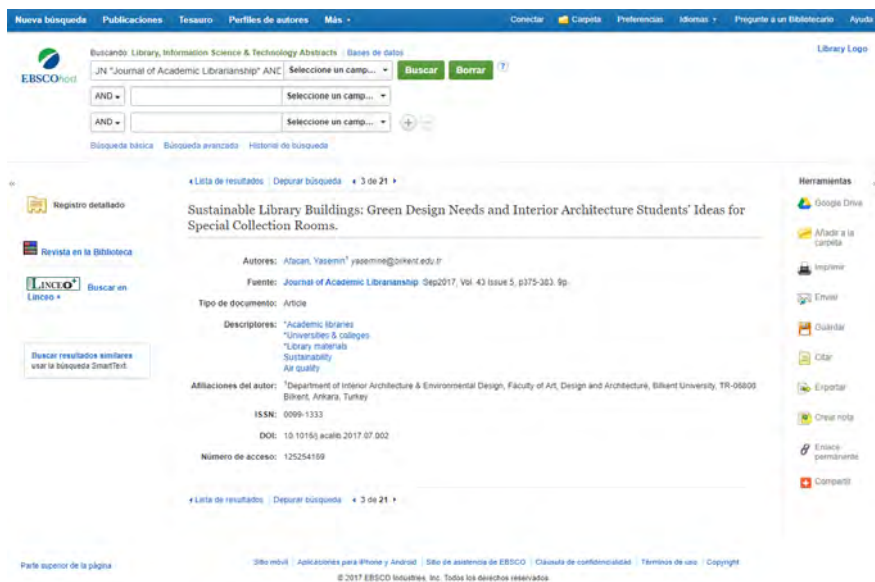 Nueva búsqueda Publicaciones Tesauro Perfiles de autores Más Conectar Carpeta Preferencias Idiomas Pregunte a un Bibliotecario Ayuda
Library Logo
Buscando: Library, Information Science & Technology Abstracts Bases de datos
EBSCOhost
JN "Journal of Academic Librarianship" AND Seleccione un camp... Buscar Borrar ?
AND Seleccione un camp...
AND Seleccione un camp...
Búsqueda básica Búsqueda avanzada Historial de búsqueda
Lista de resultados Depurar búsqueda 3 de 21
Registro detallado
Revista en la Biblioteca
LINCEO+ Buscar en
Linceo +
Buscar resultados similares
usar la búsqueda SmartText.
Sustainable Library Buildings: Green Design Needs and Interior Architecture Students' Ideas for
Special Collection Rooms.
Autores: Afacan, Yasemin1 yasemine@bilkent.edu.tr
Fuente: Journal of Academic Librarianship. Sep2017, Vol. 43 Issue 5, p375-383. 9p.
Tipo de documento: Article
Descriptores: *Academic libraries
*Universities & colleges
*Library materials
Sustainability
Air quality
Afiliaciones del autor: 1Department of Interior Architecture & Environmental Design, Faculty of Art, Design and Architecture, Bilkent University, TR-06800
Bilkent, Ankara, Turkey
ISSN: 0099-1333
DOI: 10.1016/j.acalib.2017.07.002
Número de acceso: 125254169
Lista de resultados Depurar búsqueda 3 de 21
Herramientas
Google Drive
Añadir a la
carpeta
Imprimir
Enviar
Guardar
Citar
Exportar
Crear nota
Enlace
permanente
Compartir
Parte superior de la página
Sitio móvil Aplicaciones para iPhone y Android Sitio de asistencia de EBSCO Cláusula de confidencialidad Términos de uso Copyright
© 2017 EBSCO Industries, Inc. Todos los derechos reservados